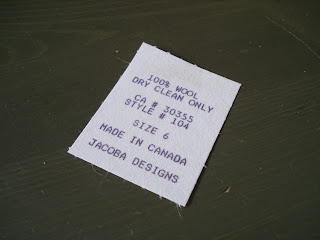 100% WOOL
DRY CLEAN ONLY
CA # 30355
STYLE # 104
SIZE 6
MADE IN CANADA
JACOBA DESIGNS